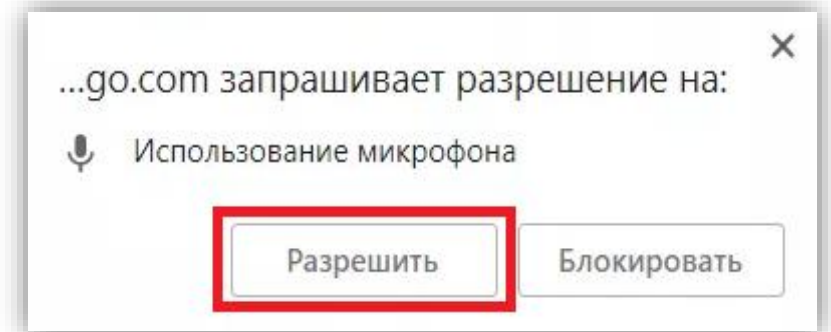 ...go.com запрашивает разрешение на:
Использование микрофона
Разрешить Блокировать